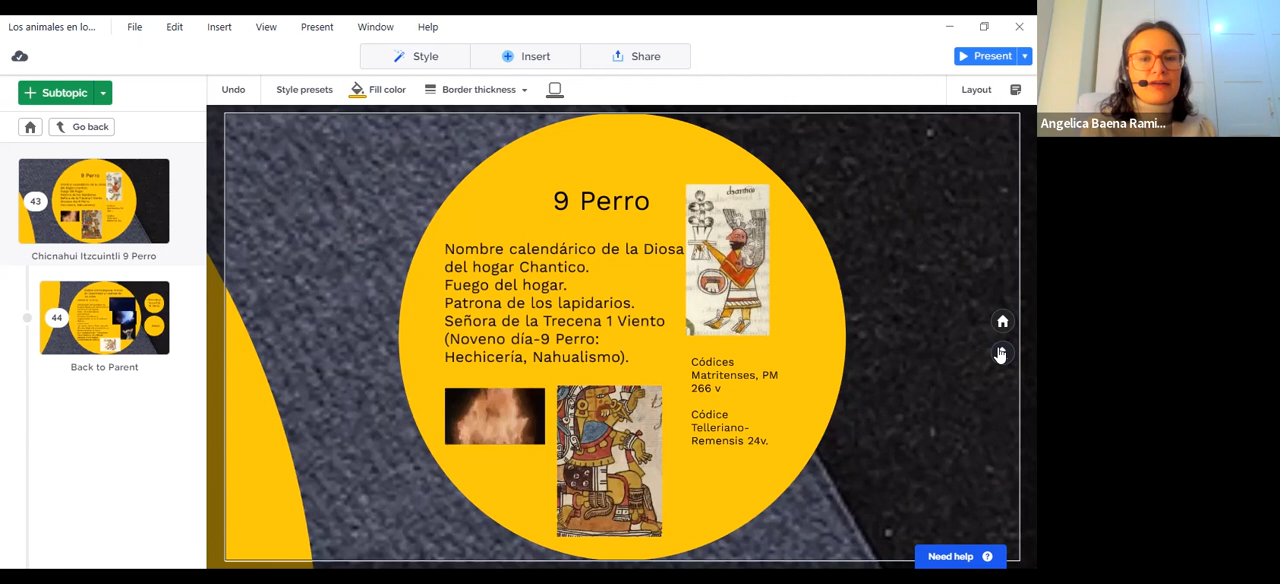 Los animales en lo...
File
Edit
Insert
View
Present
Window
Help
Style
Insert
Share
Present
Subtopic
Undo
Style presets
Fill color
Border thickness
Layout
Go back
43
Chicnahui Itzcuintli 9 Perro
44
Back to Parent
9 Perro
Nombre calendárico de la Diosa
del hogar Chantico.
Fuego del hogar.
Patrona de los lapidarios.
Señora de la Trecena 1 Viento
(Noveno día-9 Perro:
Hechicería, Nahualismo).
chantico
Códices
Matritenses, PM
266 v
Códice
Telleriano-
Remensis 24v.
Need help ?
Angelica Baena Rami...